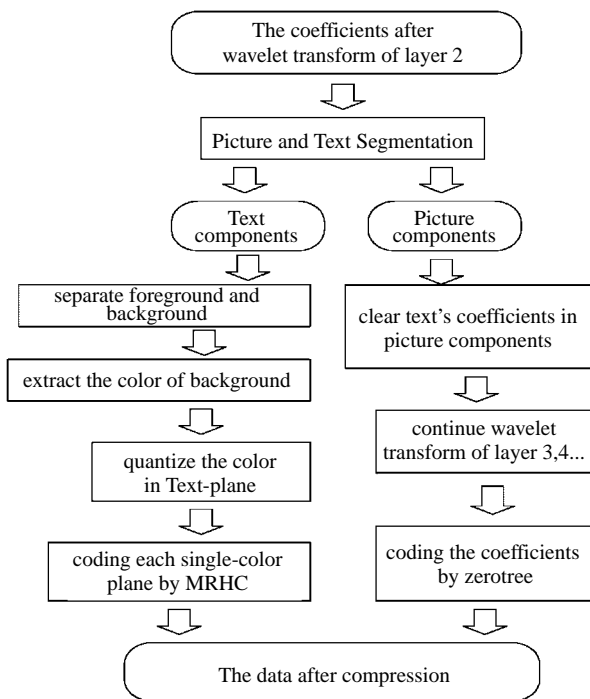 The coefficients after
wavelet transform of layer 2
Picture and Text Segmentation
Text
components
Picture
components
separate foreground and
background
clear text's coefficients in
picture components
extract the color of background
continue wavelet
transform of layer 3,4...
quantize the color
in Text-plane
coding each single-color
plane by MRHC
coding the coefficients
by zerotree
The data after compression